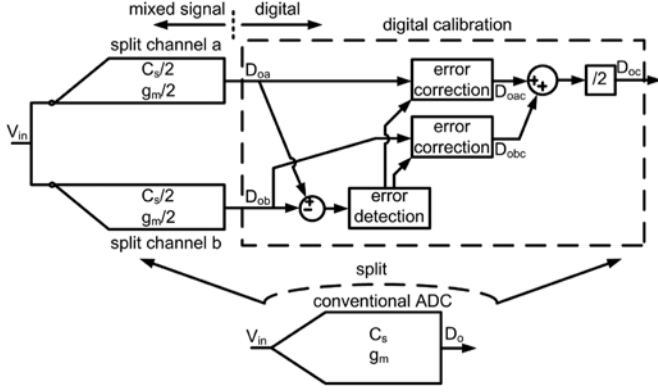 mixed signal
digital
split channel a
digital calibration
Cs/2
gm/2
Doa
error
correction
Doac
+
+
/2
Doc
Vin
error
correction
Dobc
Cs/2
gm/2
Dob
+
-
error
detection
split channel b
split
conventional ADC
Vin
Cs
gm
Do